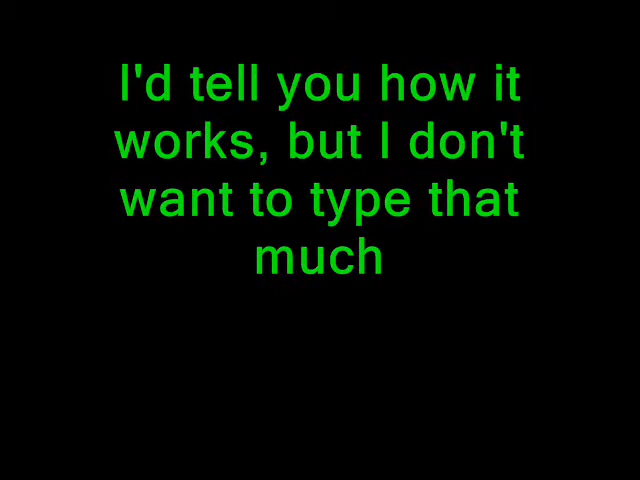 I'd tell you how it
works, but I don't
want to type that
much